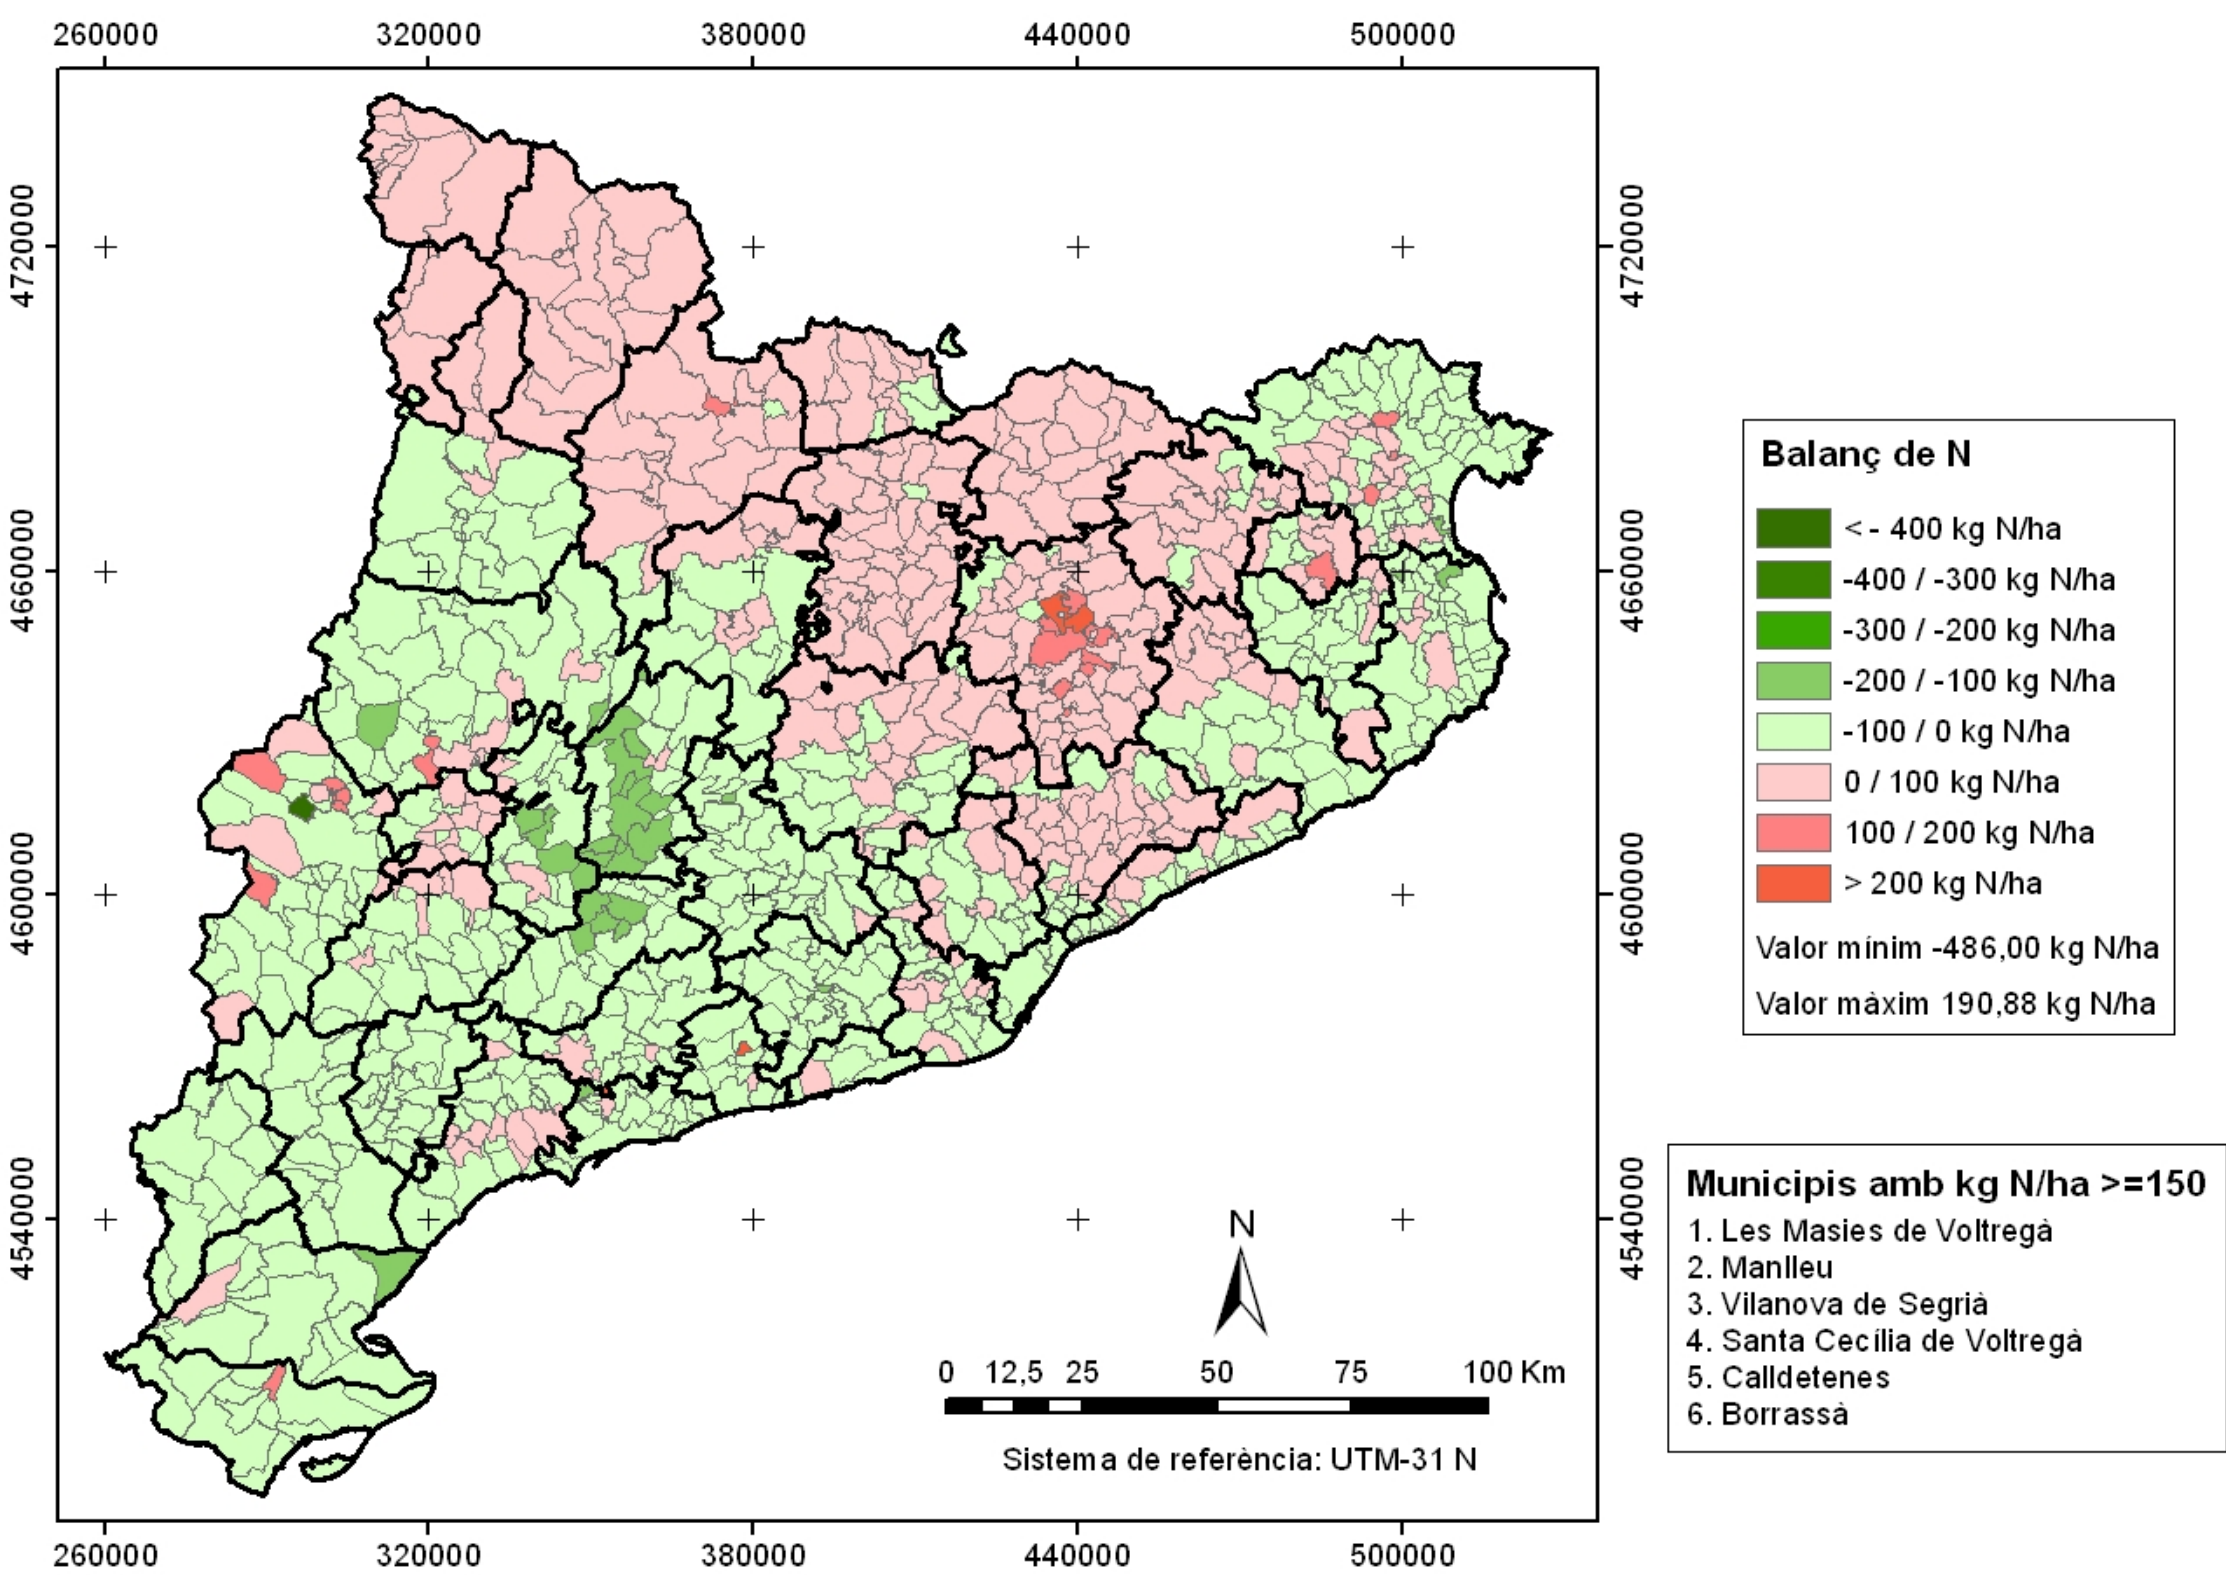 260000 320000 380000 440000 500000
4720000
4660000
4600000
4540000
4720000
4660000
4600000
4540000
Balanç de N
< - 400 kg N/ha
-400 / -300 kg N/ha
-300 / -200 kg N/ha
-200 / -100 kg N/ha
-100 / 0 kg N/ha
0 / 100 kg N/ha
100 / 200 kg N/ha
> 200 kg N/ha
Valor mínim -486,00 kg N/ha
Valor màxim 190,88 kg N/ha
Municipis amb kg N/ha >=150
1. Les Masies de Voltregà
2. Manlleu
3. Vilanova de Segrià
4. Santa Cecília de Voltregà
5. Calldetenes
6. Borrassà
N
0 12,5 25 50 75 100 Km
Sistema de referència: UTM-31 N
260000 320000 380000 440000 500000